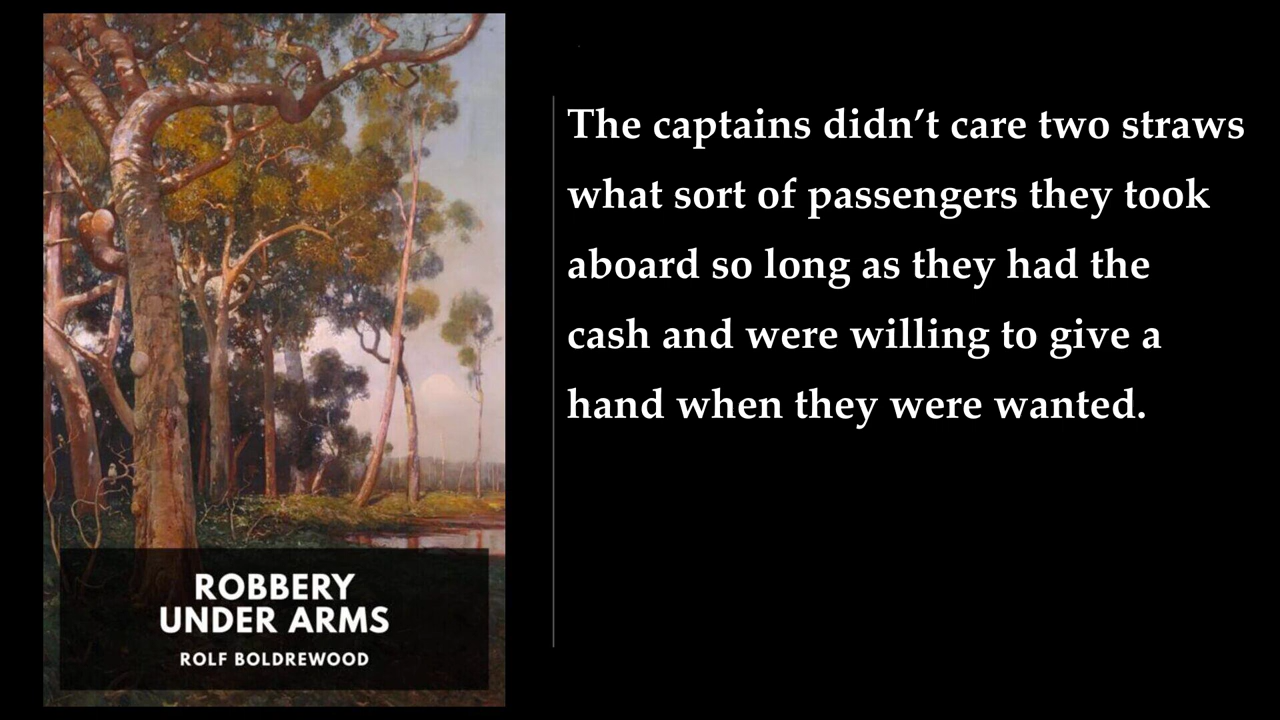 The captains didn’t care two straws
what sort of passengers they took
aboard so long as they had the
cash and were willing to give a
hand when they were wanted.
ROBBERY
UNDER ARMS
ROLF BOLDREWOOD